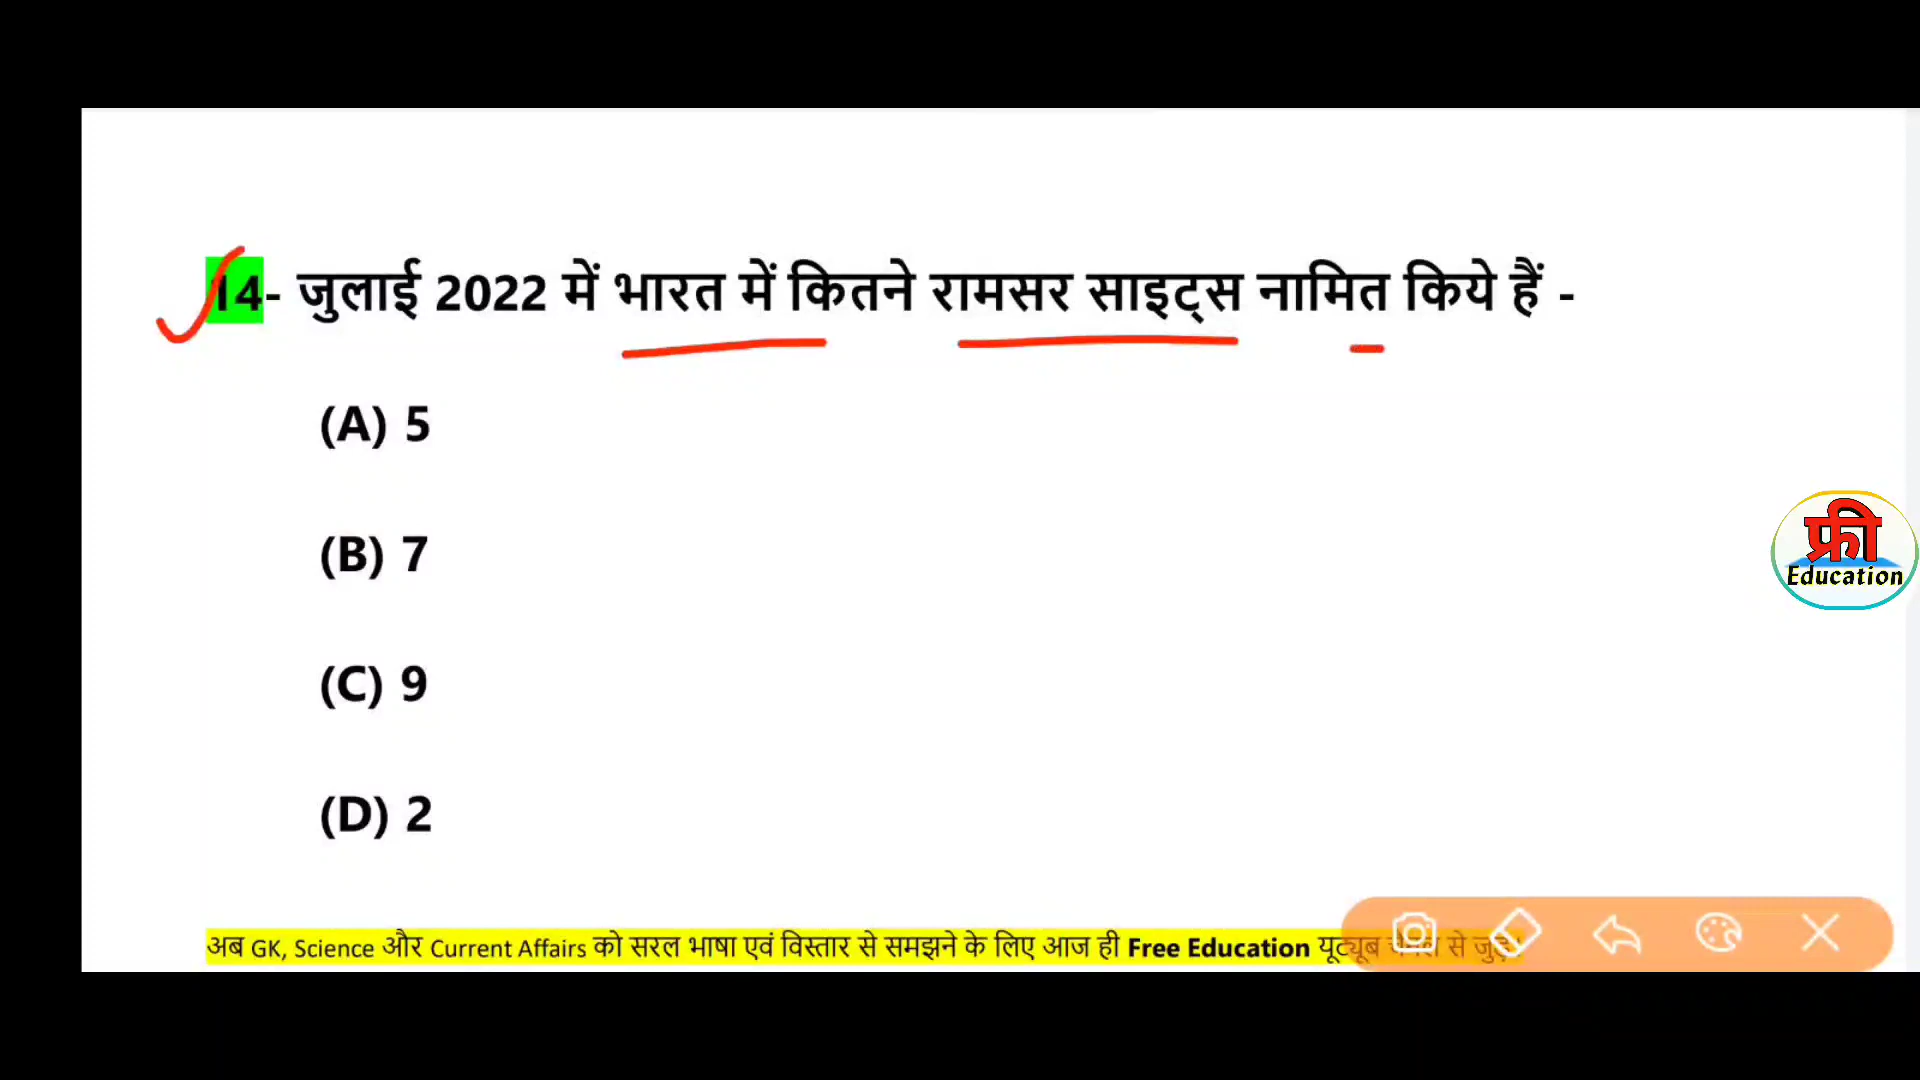 14- जुलाई 2022 में भारत में कितने रामसर साइट्स नामित किये हैं -
(A) 5
(B) 7
फ्री
Education
(C) 9
(D) 2
अब GK, Science और Current Affairs को सरल भाषा एवं विस्तार से समझने के लिए आज ही Free Education यूट्यूब से जुड़े